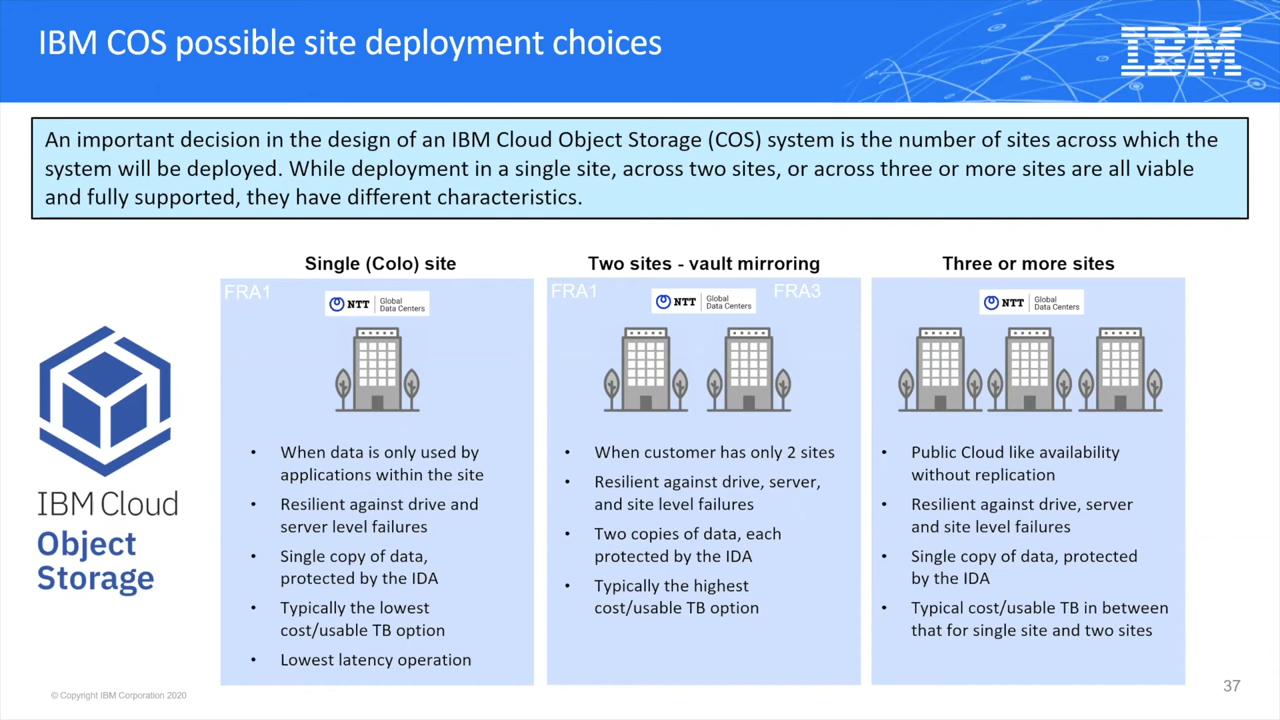 IBM COS possible site deployment choices
IBM
An important decision in the design of an IBM Cloud Object Storage (COS) system is the number of sites across which the
system will be deployed. While deployment in a single site, across two sites, or across three or more sites are all viable
and fully supported, they have different characteristics.
IBM Cloud
Object
Storage
Single (Colo) site
FRA1
NTT
Global
Data Centers
• When data is only used by
applications within the site
• Resilient against drive and
server level failures
• Single copy of data,
protected by the IDA
• Typically the lowest
cost/usable TB option
• Lowest latency operation
Two sites - vault mirroring
FRA1
NTT
Global
Data Centers
FRA3
• When customer has only 2 sites
• Resilient against drive, server,
and site level failures
• Two copies of data, each
protected by the IDA
• Typically the highest
cost/usable TB option
Three or more sites
NTT
Global
Data Centers
• Public Cloud like availability
without replication
• Resilient against drive, server
and site level failures
• Single copy of data, protected
by the IDA
• Typical cost/usable TB in between
that for single site and two sites
© Copyright IBM Corporation 2020
37